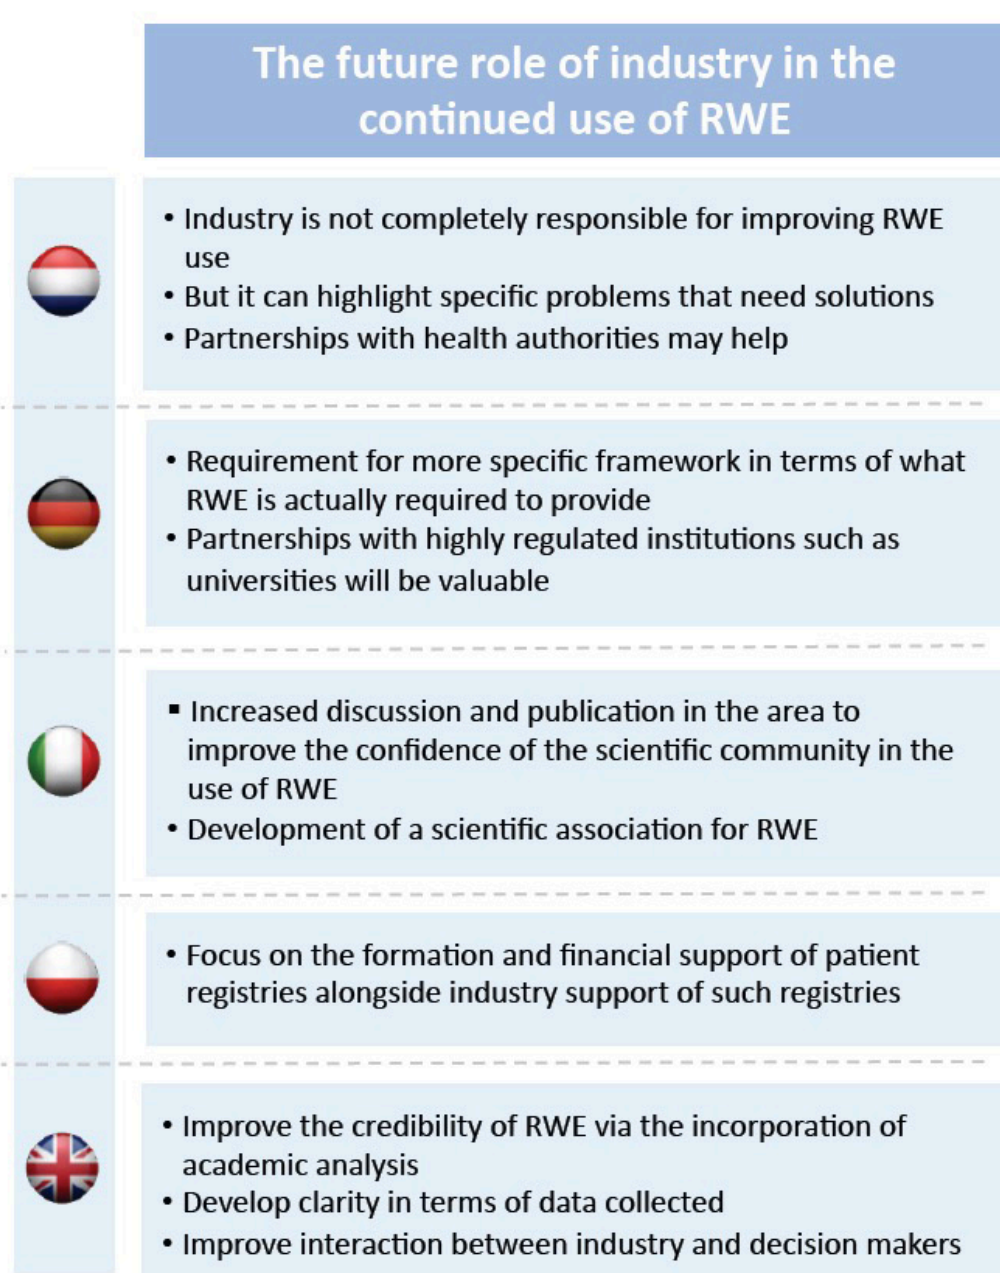 The future role of industry in the
continued use of RWE
• Industry is not completely responsible for improving RWE
use
• But it can highlight specific problems that need solutions
• Partnerships with health authorities may help
• Requirement for more specific framework in terms of what
RWE is actually required to provide
• Partnerships with highly regulated institutions such as
universities will be valuable
▪ Increased discussion and publication in the area to
improve the confidence of the scientific community in the
use of RWE
• Development of a scientific association for RWE
• Focus on the formation and financial support of patient
registries alongside industry support of such registries
• Improve the credibility of RWE via the incorporation of
academic analysis
• Develop clarity in terms of data collected
• Improve interaction between industry and decision makers